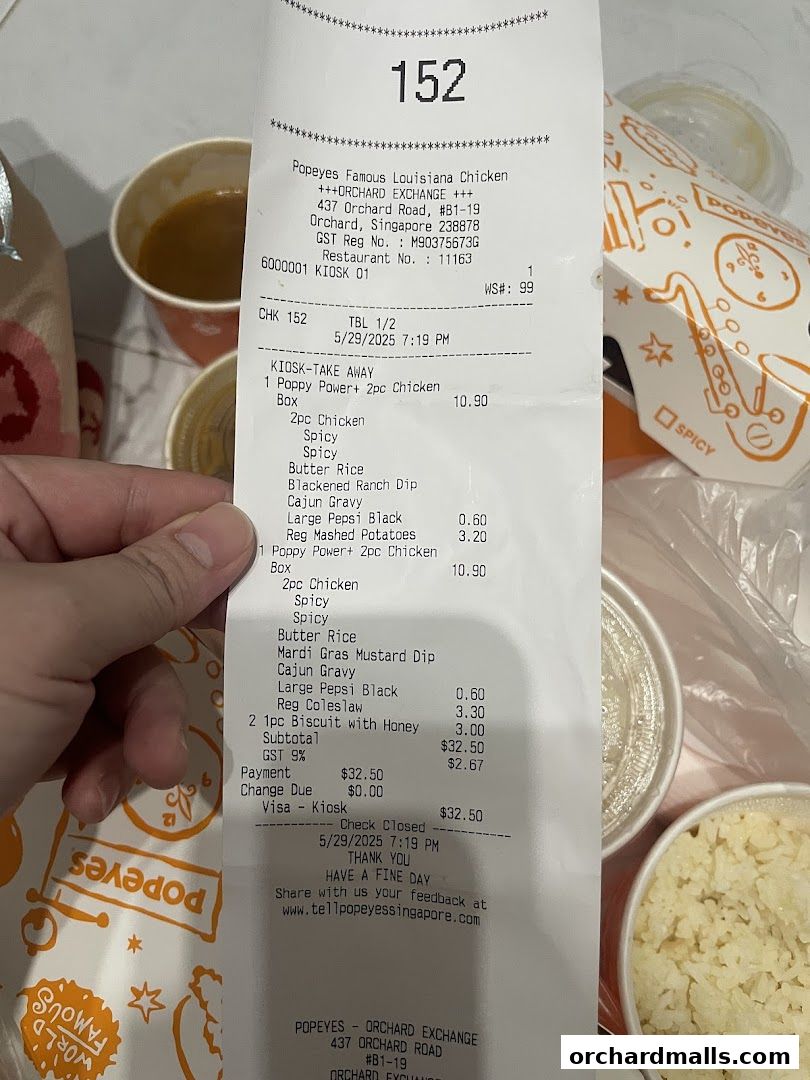 ************************************
152
************************************
Popeyes Famous Louisiana Chicken
+++ORCHARD EXCHANGE +++
437 Orchard Road, #B1-19
Orchard, Singapore 238878
GST Reg No. : M90375673G
Restaurant No. : 11163
6000001 KIOSK 01 1
WS#: 99
CHK 152 TBL 1/2
5/29/2025 7:19 PM
KIOSK-TAKE AWAY
1 Poppy Power+ 2pc Chicken
Box 10.90
2pc Chicken
Spicy
Spicy
Butter Rice
Blackened Ranch Dip
Cajun Gravy
Large Pepsi Black 0.60
Reg Mashed Potatoes 3.20
1 Poppy Power+ 2pc Chicken
Box 10.90
2pc Chicken
Spicy
Spicy
Butter Rice
Mardi Gras Mustard Dip
Cajun Gravy
Large Pepsi Black 0.60
Reg Coleslaw 3.30
2 1pc Biscuit with Honey 3.00
Subtotal $32.50
GST 9% $2.67
Payment $32.50
Change Due $0.00
Visa - Kiosk $32.50
------------ Check Closed ------------
5/29/2025 7:19 PM
THANK YOU
HAVE A FINE DAY
Share with us your feedback at
www.tellpopeyessingapore.com
POPEYES - ORCHARD EXCHANGE
437 ORCHARD ROAD
#B1-19
ORCHARD EXCHANGE
POPEYES
SPICY
POPEYES
WORLD FAMOUS
orchardmalls.com